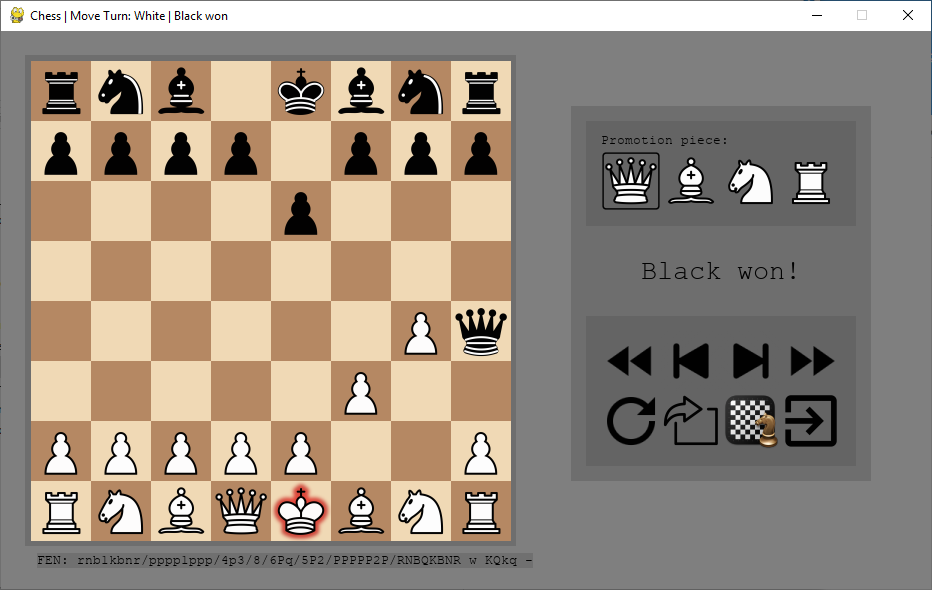 Chess | Move Turn: White | Black won
Promotion piece:
Black won!
FEN: rnb1kbnr/pppp1ppp/4p3/8/6Pq/5P2/PPPPP2P/RNBQKBNR w KQkq -